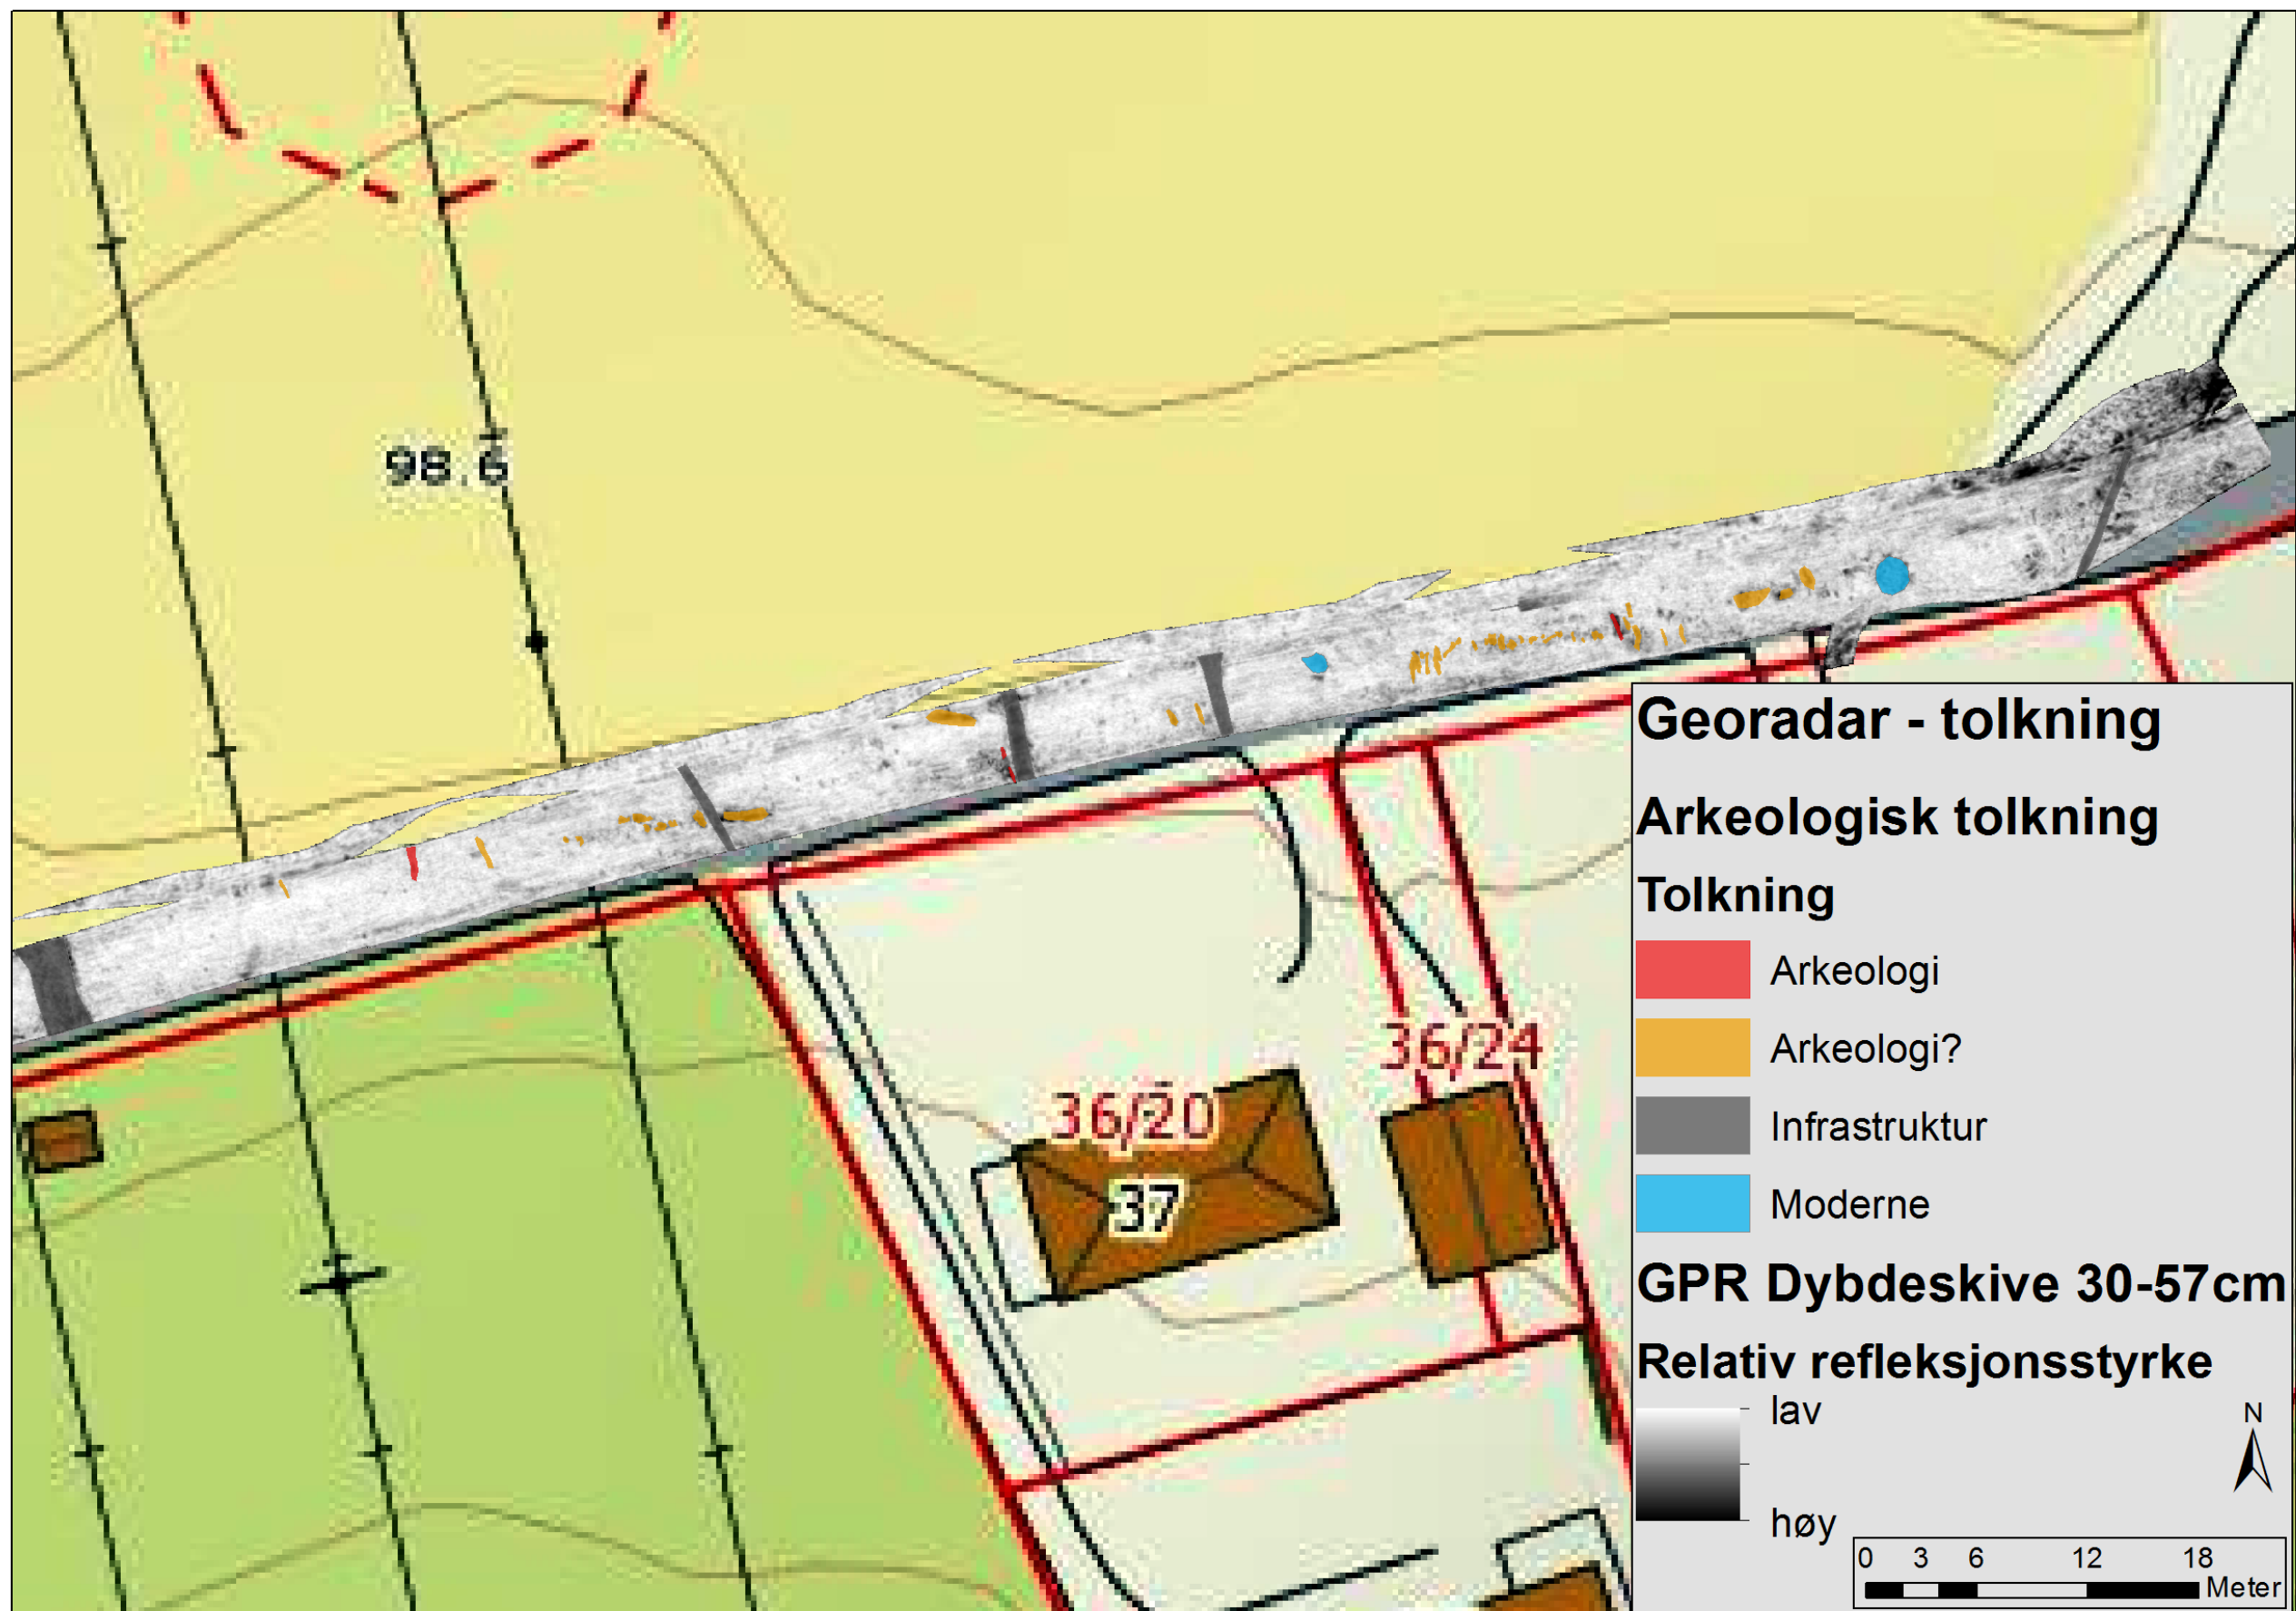 98.6
36/24
36/20
37
Georadar - tolkning
Arkeologisk tolkning
Tolkning
Arkeologi
Arkeologi?
Infrastruktur
Moderne
GPR Dybdeskive 30-57cm
Relativ refleksjonsstyrke
lav
høy
N
0 3 6 12 18
Meter